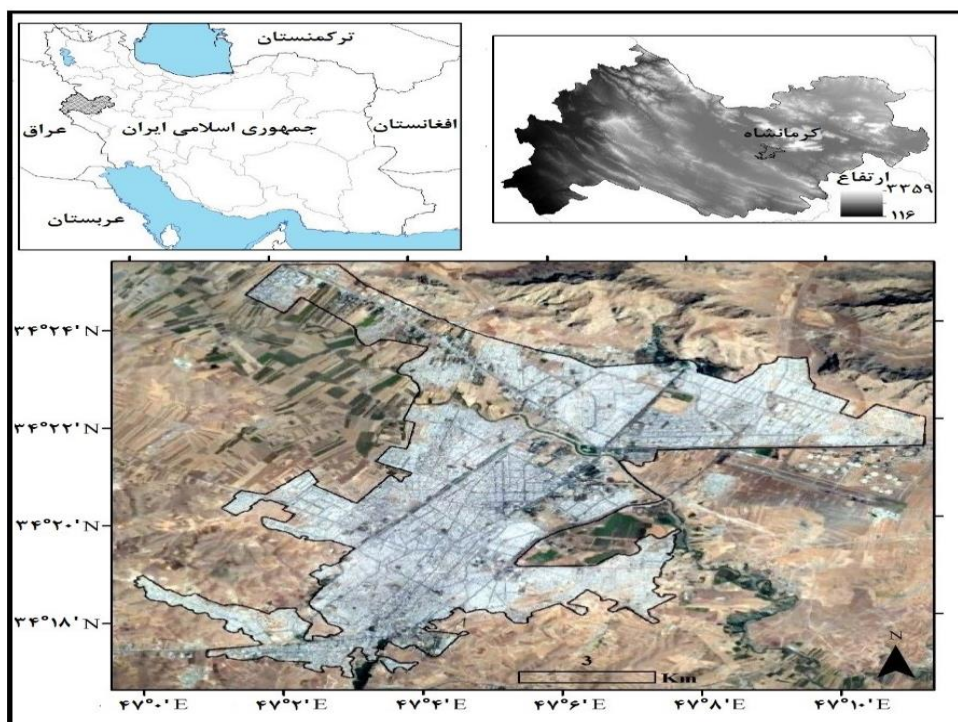 ترکمنستان
عراق
جمهوری اسلامی ایران
افغانستان
عربستان
کرمانشاه
ارتفاع
۳۳۵۹
۱۱۶
۳۴°۲۴'N
۳۴°۲۲'N
۳۴°۲۰'N
۳۴°۱۸'N
N
3
Km
۴۷°۰'E
۴۷°۲'E
۴۷°۴'E
۴۷°۶'E
۴۷°۸'E
۴۷°۱۰'E